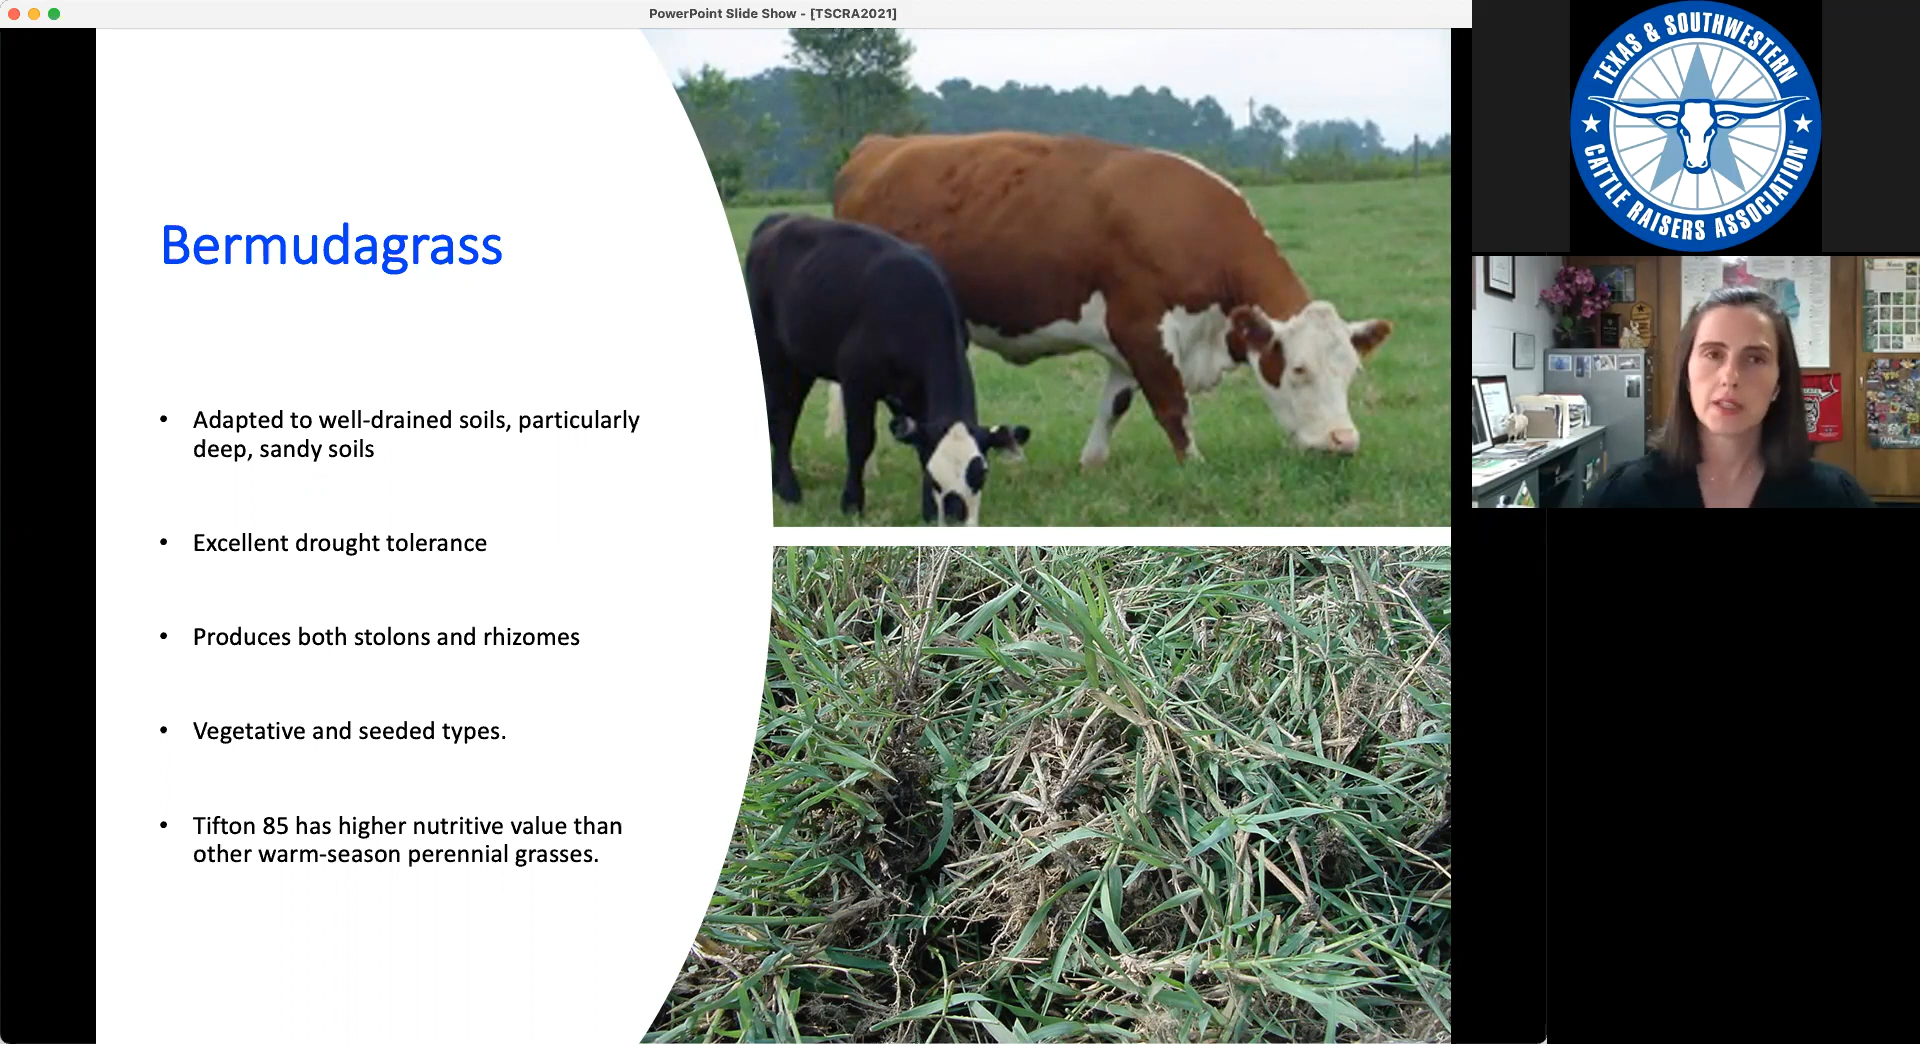 PowerPoint Slide Show - [TSCRA2021]
Bermudagrass
• Adapted to well-drained soils, particularly
deep, sandy soils
• Excellent drought tolerance
• Produces both stolons and rhizomes
• Vegetative and seeded types.
• Tifton 85 has higher nutritive value than
other warm-season perennial grasses.
TEXAS & SOUTHWESTERN
CATTLE RAISERS ASSOCIATION